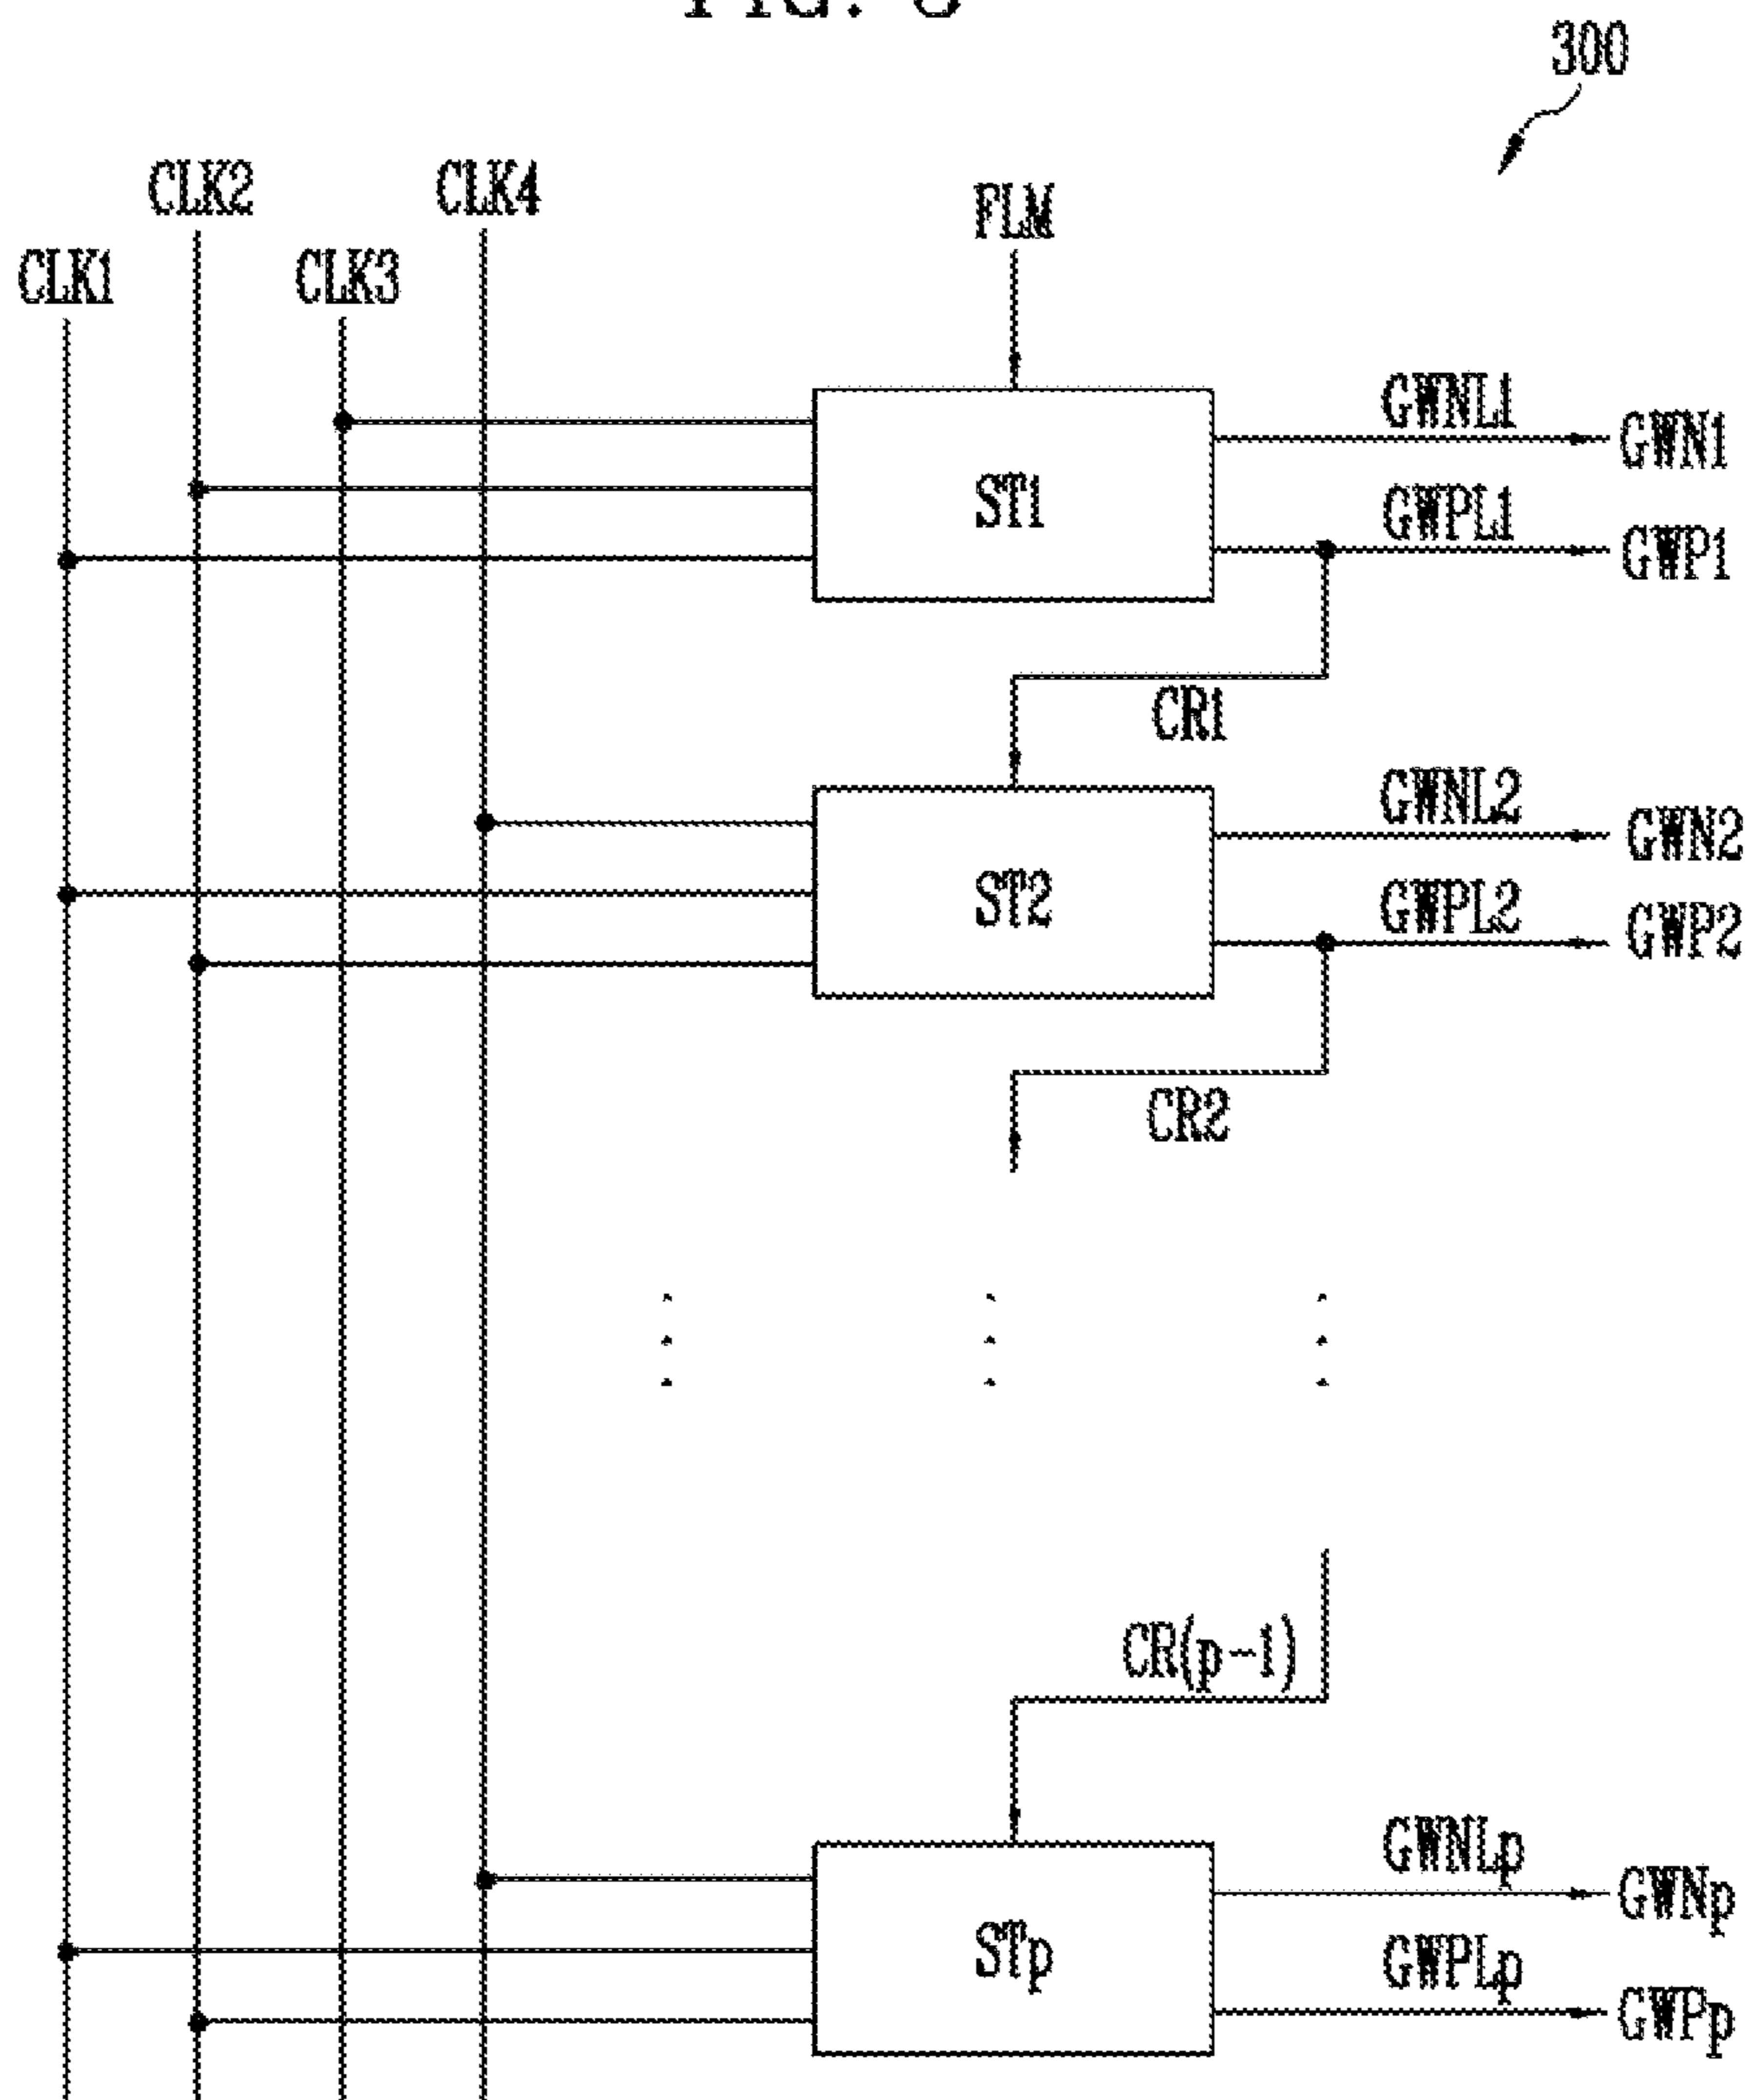 300
CLK2
CLK4
FLM
CLK1
CLK3
GWNL1
GWN1
ST1
GWPL1
GWP1
CR1
GWNL2
GWN2
ST2
GWPL2
GWP2
CR2
CR(p-1)
GWNLp
GWNp
STp
GWPLp
GWPp